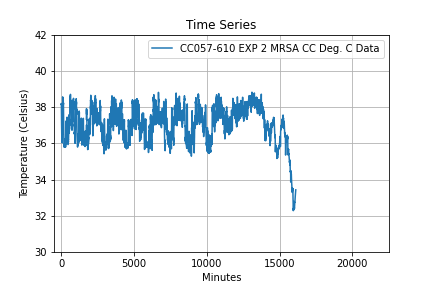 Time Series
CC057-610 EXP 2 MRSA CC Deg. C Data
42
40
38
36
34
32
30
Temperature (Celsius)
0 5000 10000 15000 20000
Minutes